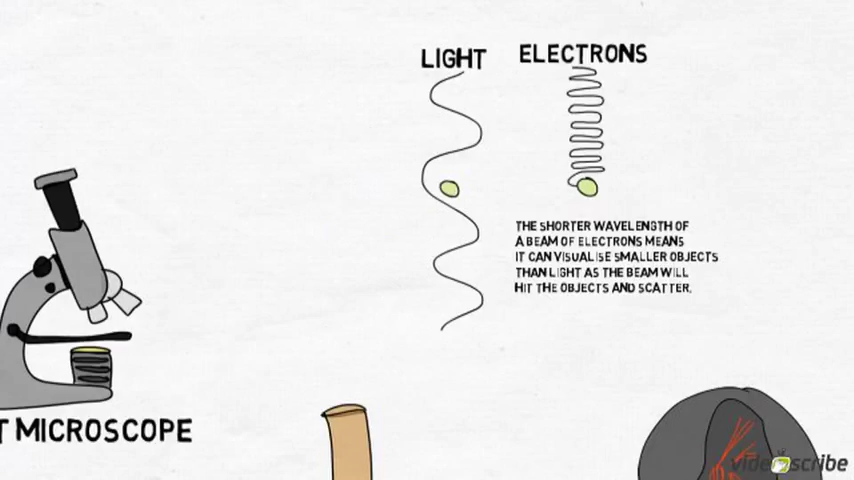 LIGHT
ELECTRONS
THE SHORTER WAVELENGTH OF
A BEAM OF ELECTRONS MEANS
IT CAN VISUALISE SMALLER OBJECTS
THAN LIGHT AS THE BEAM WILL
HIT THE OBJECTS AND SCATTER.
T MICROSCOPE
videoscribe